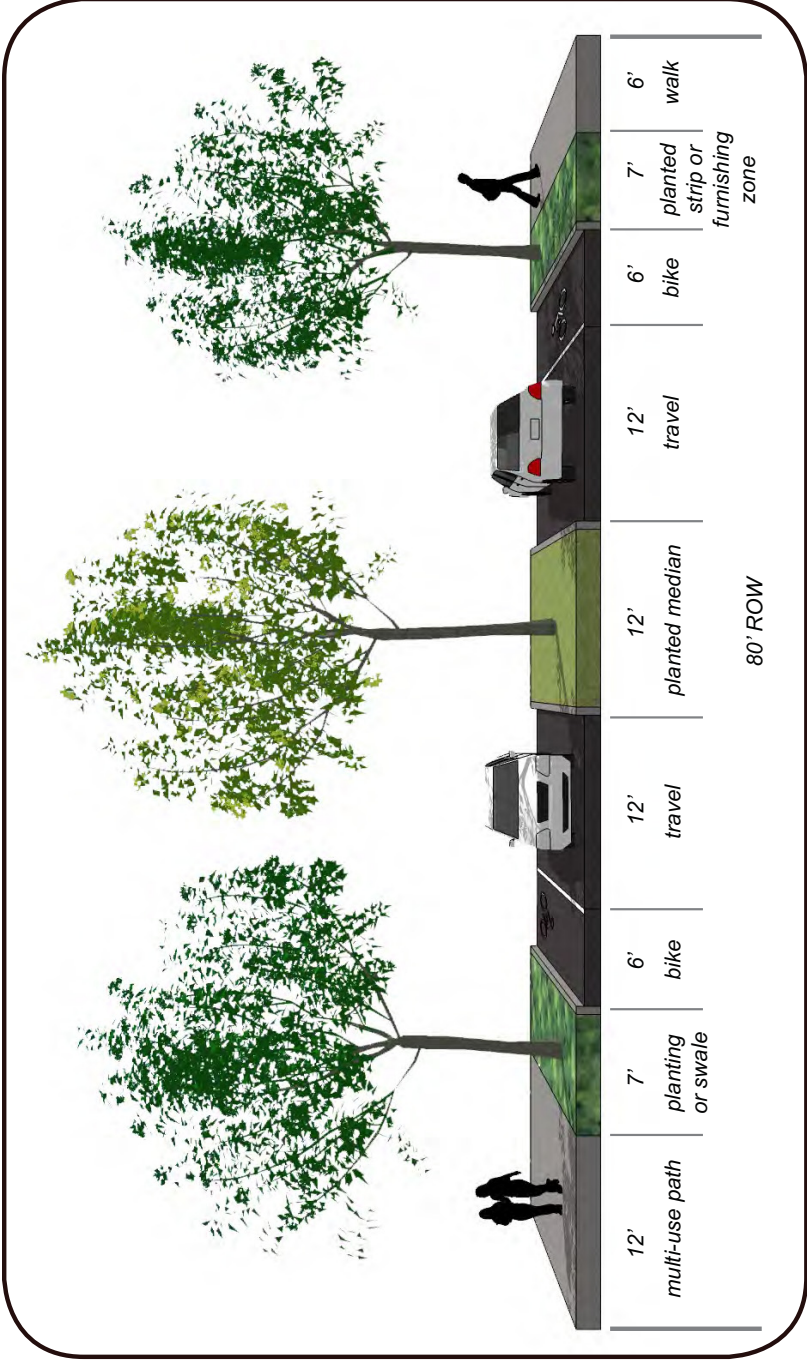 12’
multi-use path
7’
planting
or swale
6’
bike
12’
travel
12’
planted median
12’
travel
6’
bike
7’
planted
strip or
furnishing
zone
6’
walk
80’ ROW